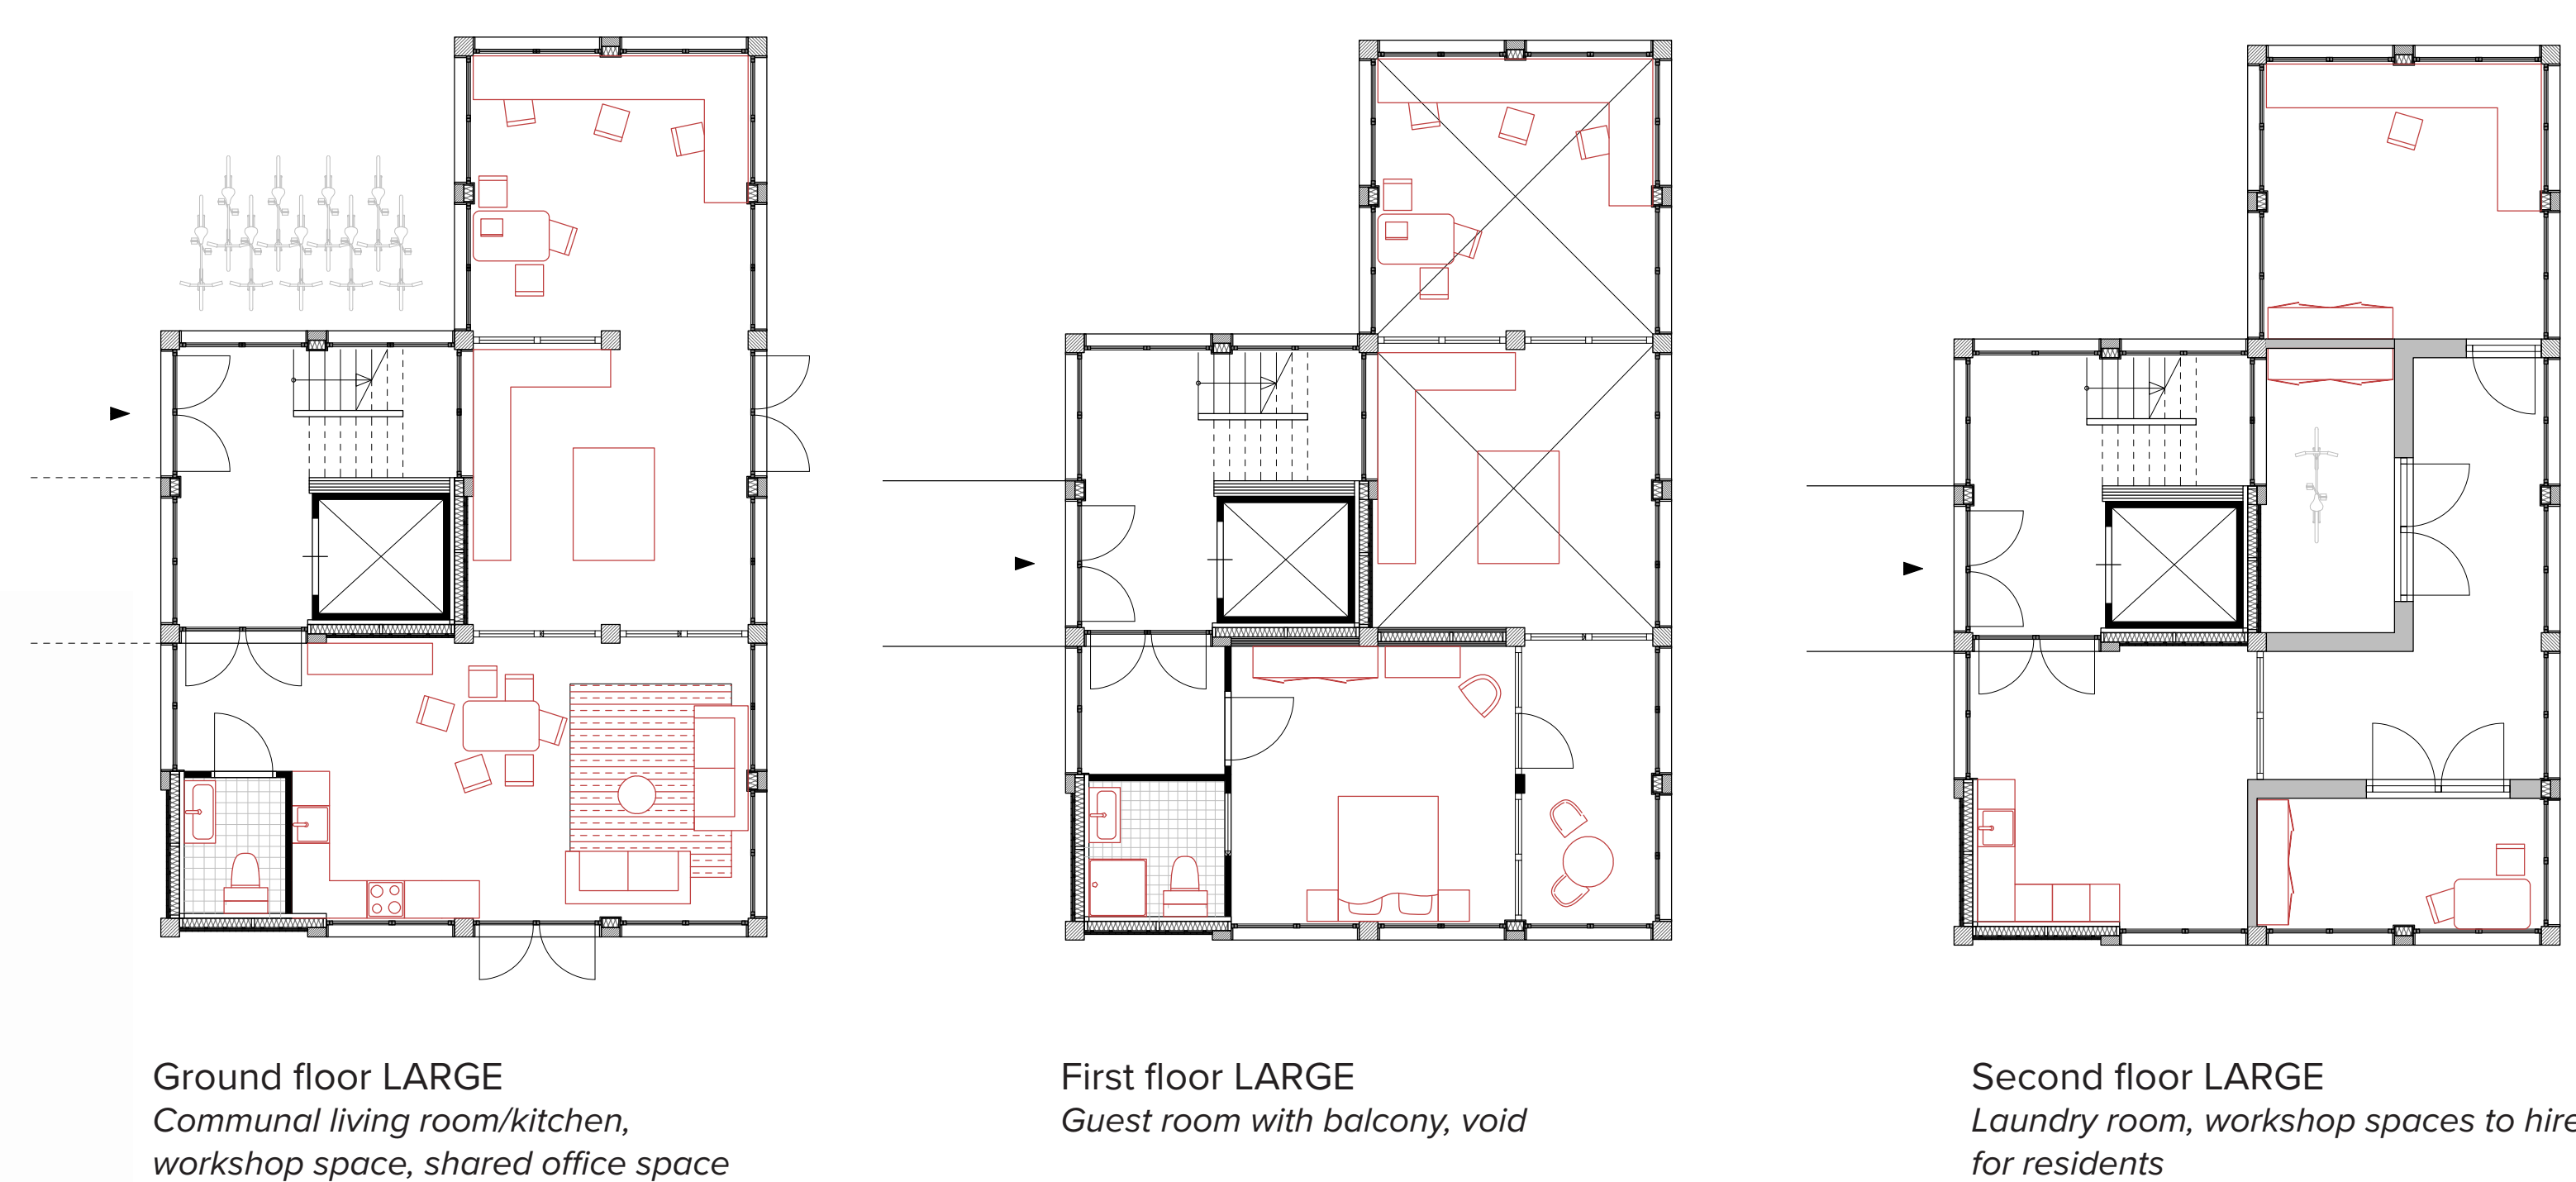 Ground floor LARGE
Communal living room/kitchen,
workshop space, shared office space
First floor LARGE
Guest room with balcony, void
Second floor LARGE
Laundry room, workshop spaces to hire
for residents